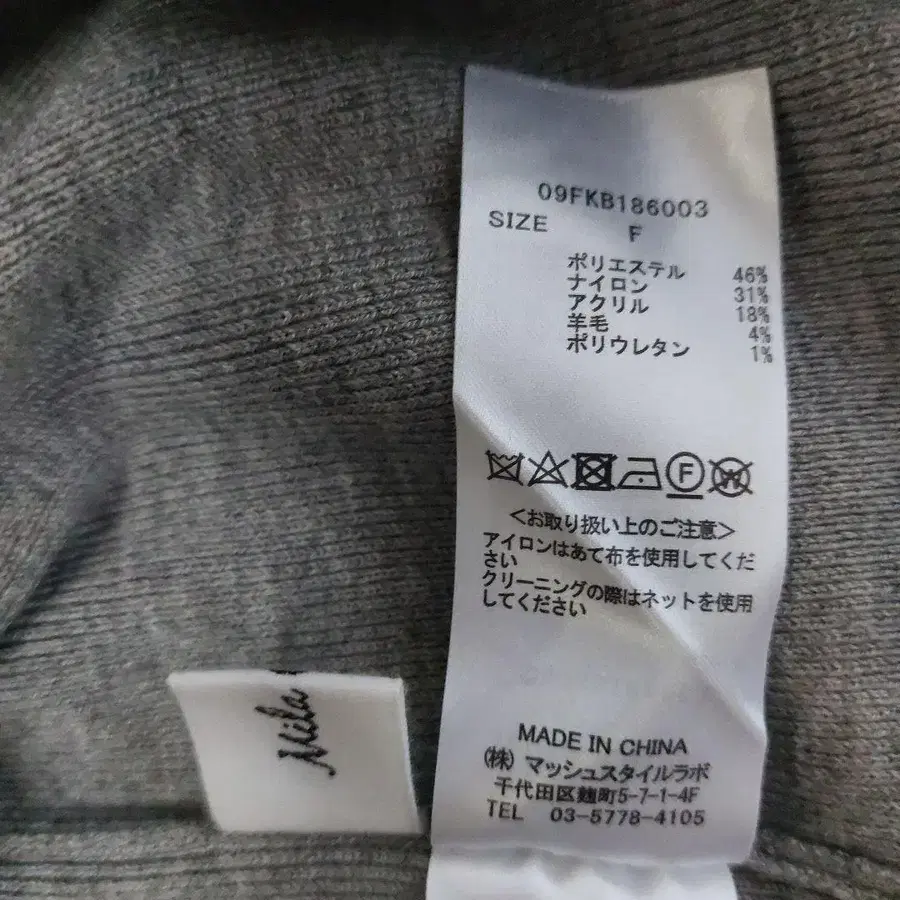 09FKB186003
SIZE F
ポリエステル 46%
ナイロン 31%
アクリル 18%
羊毛 4%
ポリウレタン 1%
F
W
<お取り扱い上のご注意>
アイロンはあて布を使用してくだ
さい
クリーニングの際はネットを使用
してください
MADE IN CHINA
(株) マッシュスタイルラボ
千代田区麹町5-7-1-4F
TEL 03-5778-4105
Mila